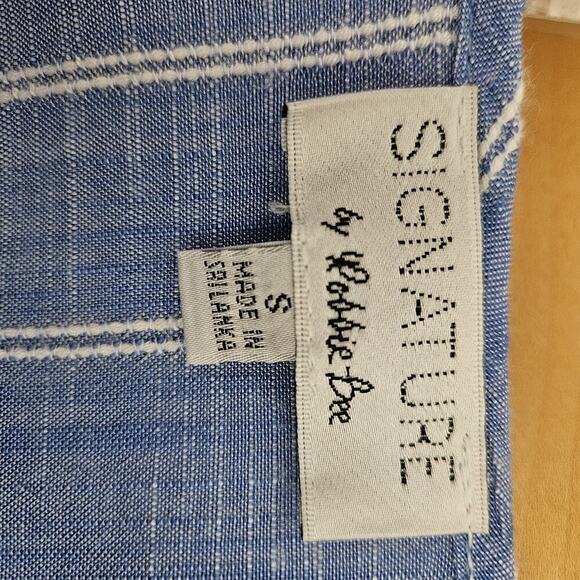 SIGNATURE
by Robbie Bee
S
MADE IN
SRI LANKA